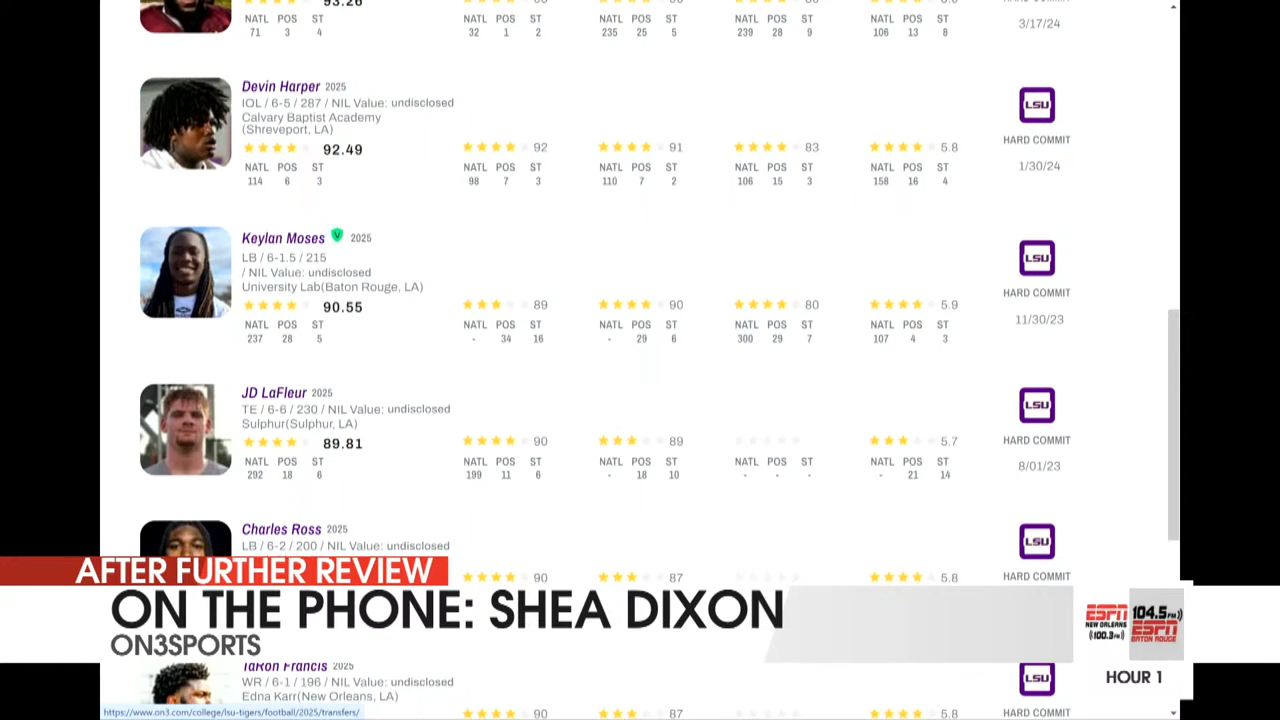 93.26
NATL POS ST NATL POS ST NATL POS ST NATL POS ST NATL POS ST
71 3 4 32 1 2 235 25 5 239 28 9 106 13 8
3/17/24
Devin Harper 2025
IOL / 6-5 / 287 / NIL Value: undisclosed
Calvary Baptist Academy
(Shreveport, LA)
LSU
HARD COMMIT
92.49 92 91 83 5.8
NATL POS ST NATL POS ST NATL POS ST NATL POS ST NATL POS ST
114 6 3 98 7 3 110 7 2 106 15 3 158 16 4
1/30/24
Keylan Moses V 2025
LB / 6-1.5 / 215
/ NIL Value: undisclosed
University Lab(Baton Rouge, LA)
LSU
HARD COMMIT
90.55 89 90 80 5.9
11/30/23
NATL POS ST NATL POS ST NATL POS ST NATL POS ST NATL POS ST
237 28 5 - 34 16 - 29 6 300 29 7 107 4 3
JD LaFleur 2025
TE / 6-6 / 230 / NIL Value: undisclosed
Sulphur(Sulphur, LA)
LSU
HARD COMMIT
89.81 90 89 5.7
NATL POS ST NATL POS ST NATL POS ST NATL POS ST NATL POS ST
292 18 6 199 11 6 - 18 10 - - - - 21 14
8/01/23
Charles Ross 2025
LB / 6-2 / 200 / NIL Value: undisclosed
LSU
HARD COMMIT
90 87 5.8
AFTER FURTHER REVIEW
ON THE PHONE: SHEA DIXON
ON3SPORTS
ESPN
NEW ORLEANS
100.3 FM
104.5 FM
ESPN
BATON ROUGE
HOUR 1
TaRon Francis 2025
WR / 6-1 / 196 / NIL Value: undisclosed
Edna Karr(New Orleans, LA)
LSU
HARD COMMIT
90 87 5.8
https://www.on3.com/college/lsu-tigers/football/2025/transfers/